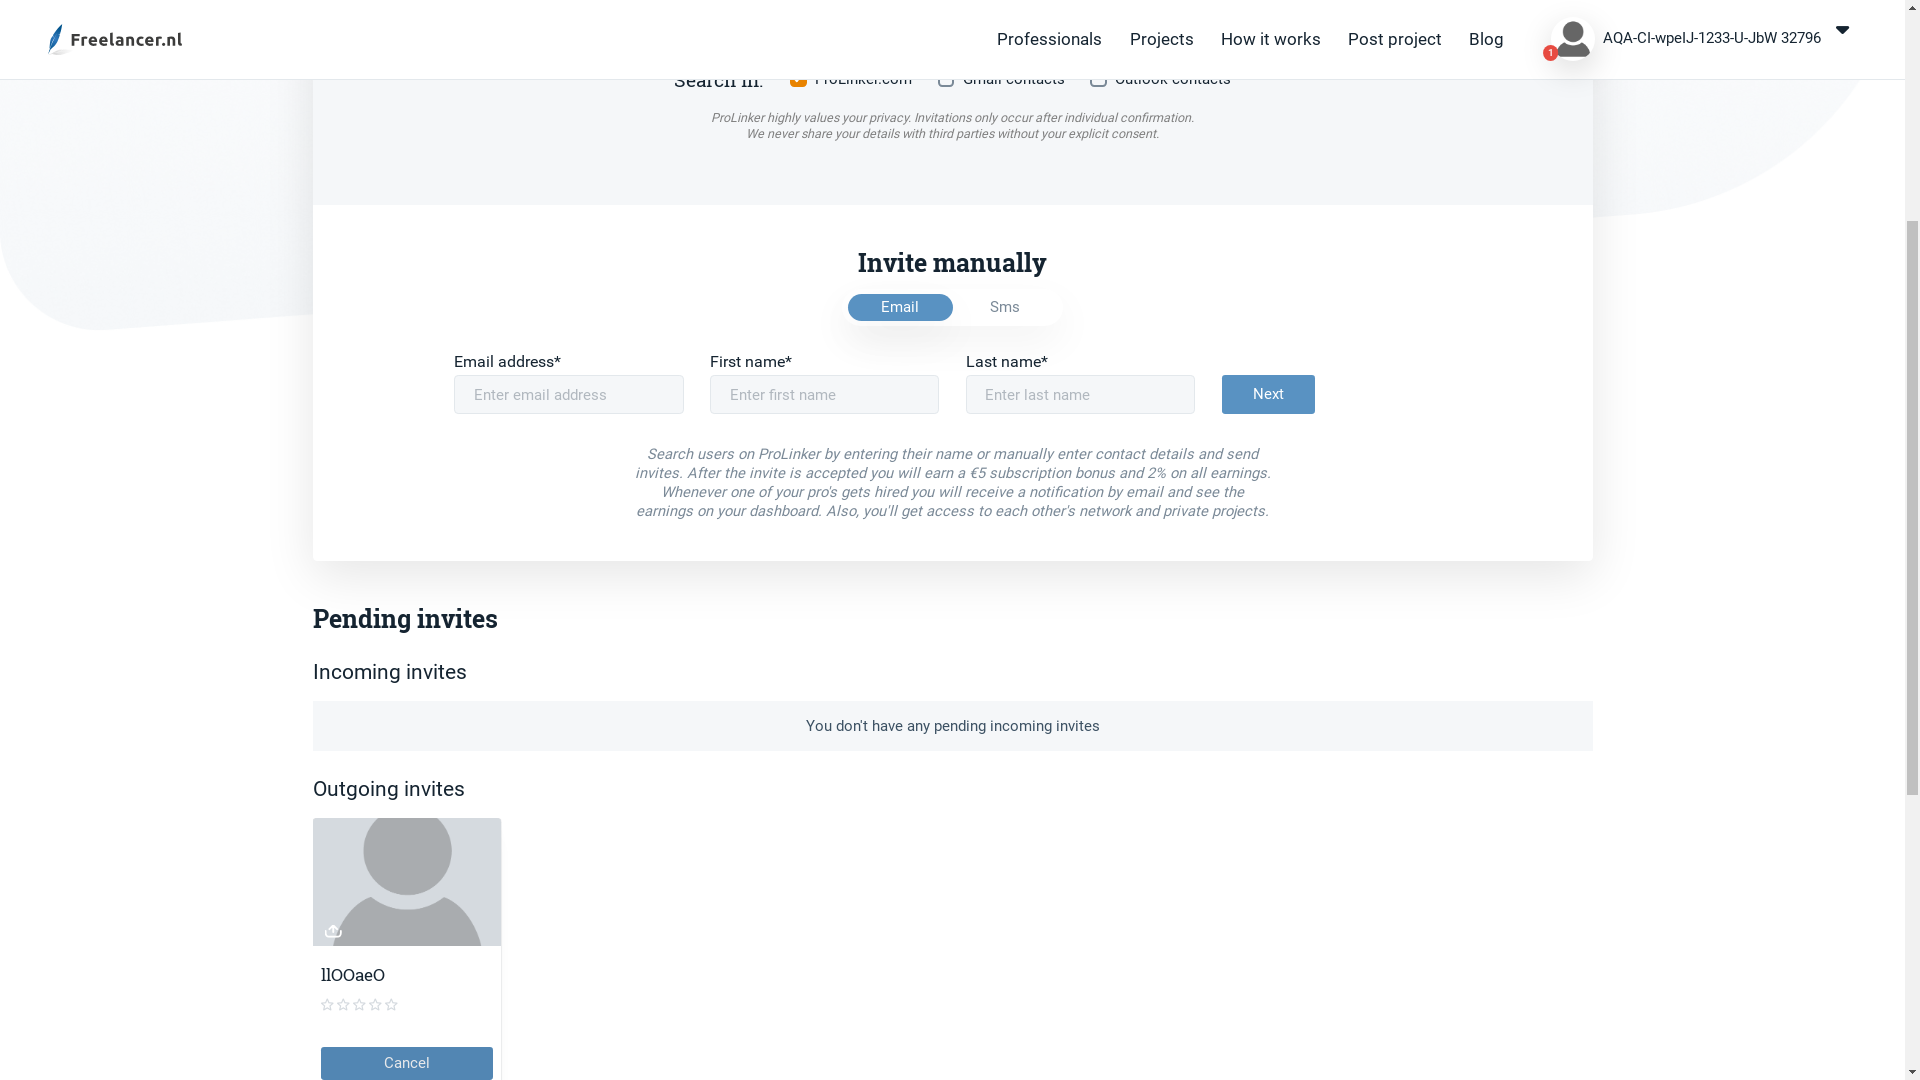 Freelancer.nl
Professionals
Projects
How it works
Post project
Blog
1
AQA-CI-wpeIJ-1233-U-JbW 32796
Search in:
ProLinker.com
Gmail contacts
Outlook contacts
ProLinker highly values your privacy. Invitations only occur after individual confirmation.
We never share your details with third parties without your explicit consent.
Invite manually
Email
Sms
Email address*
First name*
Last name*
Enter email address
Enter first name
Enter last name
Next
Search users on ProLinker by entering their name or manually enter contact details and send
invites. After the invite is accepted you will earn a €5 subscription bonus and 2% on all earnings.
Whenever one of your pro's gets hired you will receive a notification by email and see the
earnings on your dashboard. Also, you'll get access to each other's network and private projects.
Pending invites
Incoming invites
You don't have any pending incoming invites
Outgoing invites
llOOaeO
Cancel